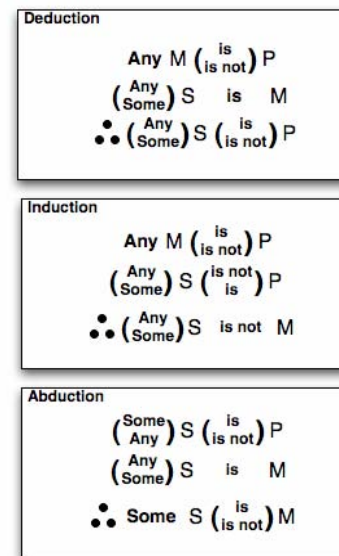 Deduction
Any M (is is not) P
(Any Some) S is M
∴ (Any Some) S (is is not) P
Induction
Any M (is is not) P
(Any Some) S (is not is) P
∴ (Any Some) S is not M
Abduction
(Some Any) S (is is not) P
(Any Some) S is M
∴ Some S (is is not) M